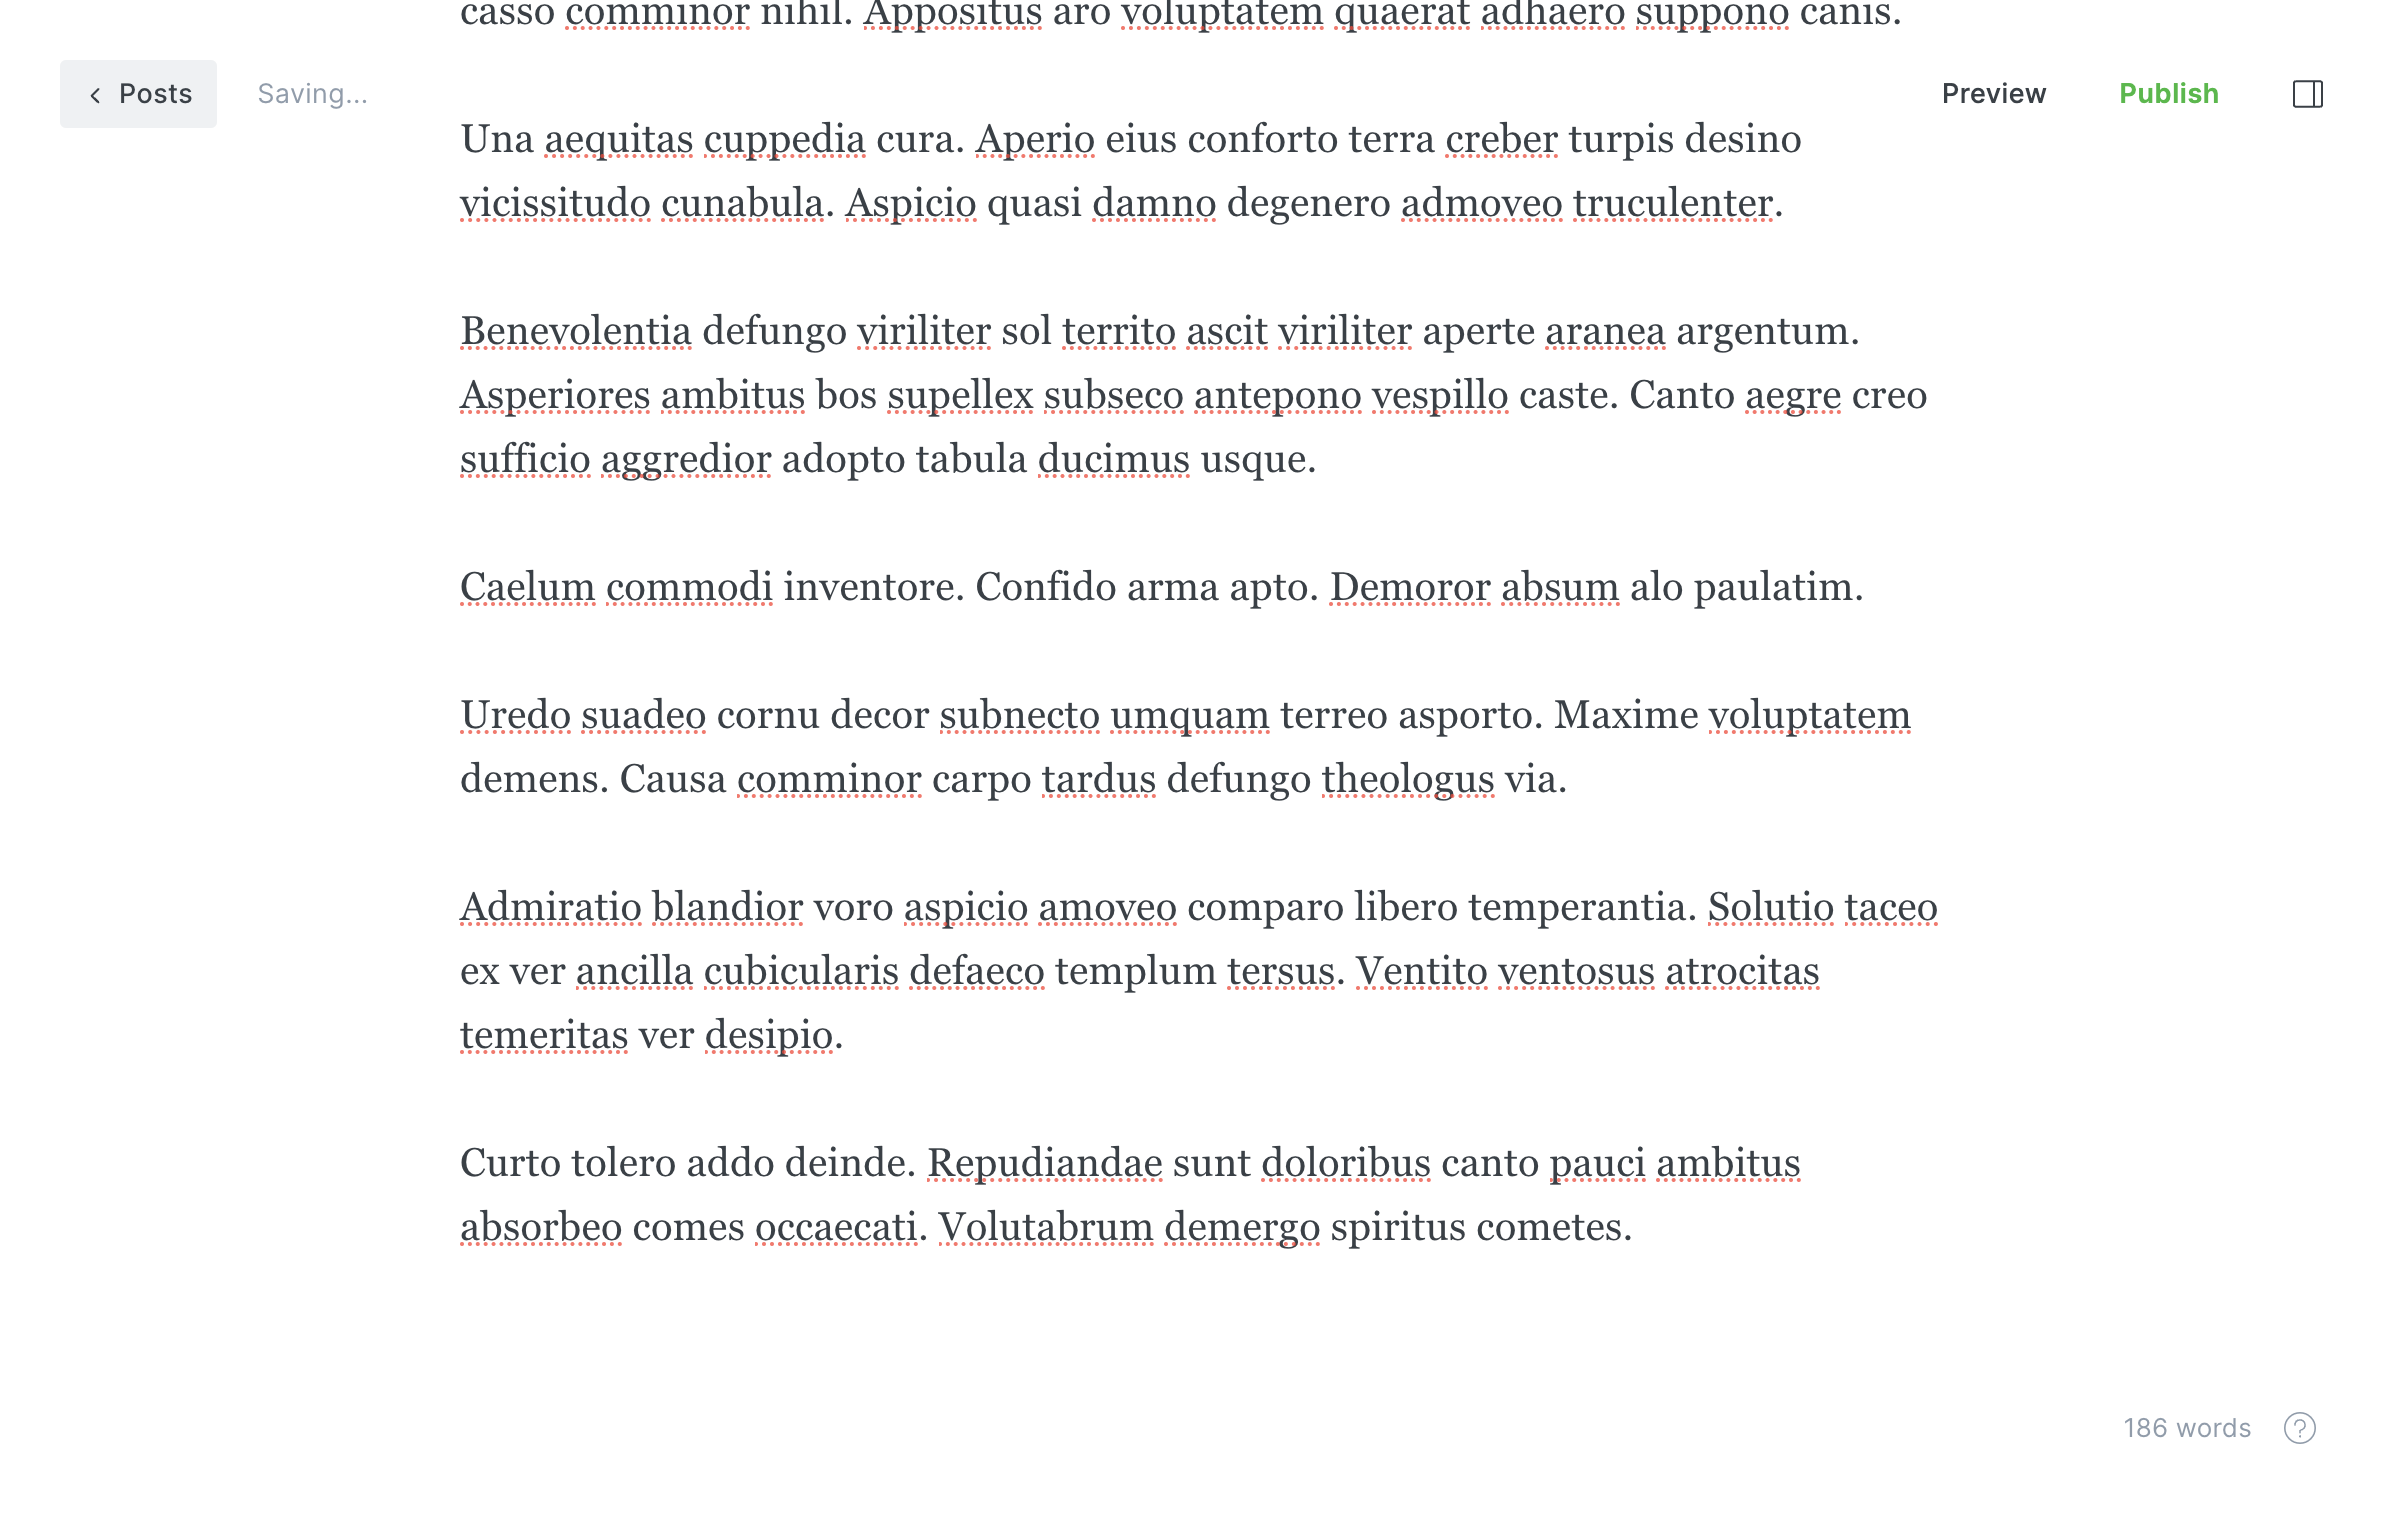 casso comminor nihil. Appositus aro voluptatem quaerat adhaero suppono canis.
Posts
Saving...
Preview
Publish
Una aequitas cuppedia cura. Aperio eius conforto terra creber turpis desino
vicissitudo cunabula. Aspicio quasi damno degenero admoveo truculenter.
Benevolentia defungo viriliter sol territo ascit viriliter aperte aranea argentum.
Asperiores ambitus bos supellex subseco antepono vespillo caste. Canto aegre creo
sufficio aggredior adopto tabula ducimus usque.
Caelum commodi inventore. Confido arma apto. Demoror absum alo paulatim.
Uredo suadeo cornu decor subnecto umquam terreo asporto. Maxime voluptatem
demens. Causa comminor carpo tardus defungo theologus via.
Admiratio blandior voro aspicio amoveo comparo libero temperantia. Solutio taceo
ex ver ancilla cubicularis defaeco templum tersus. Ventito ventosus atrocitas
temeritas ver desipio.
Curto tolero addo deinde. Repudiandae sunt doloribus canto pauci ambitus
absorbeo comes occaecati. Volutabrum demergo spiritus cometes.
186 words
?